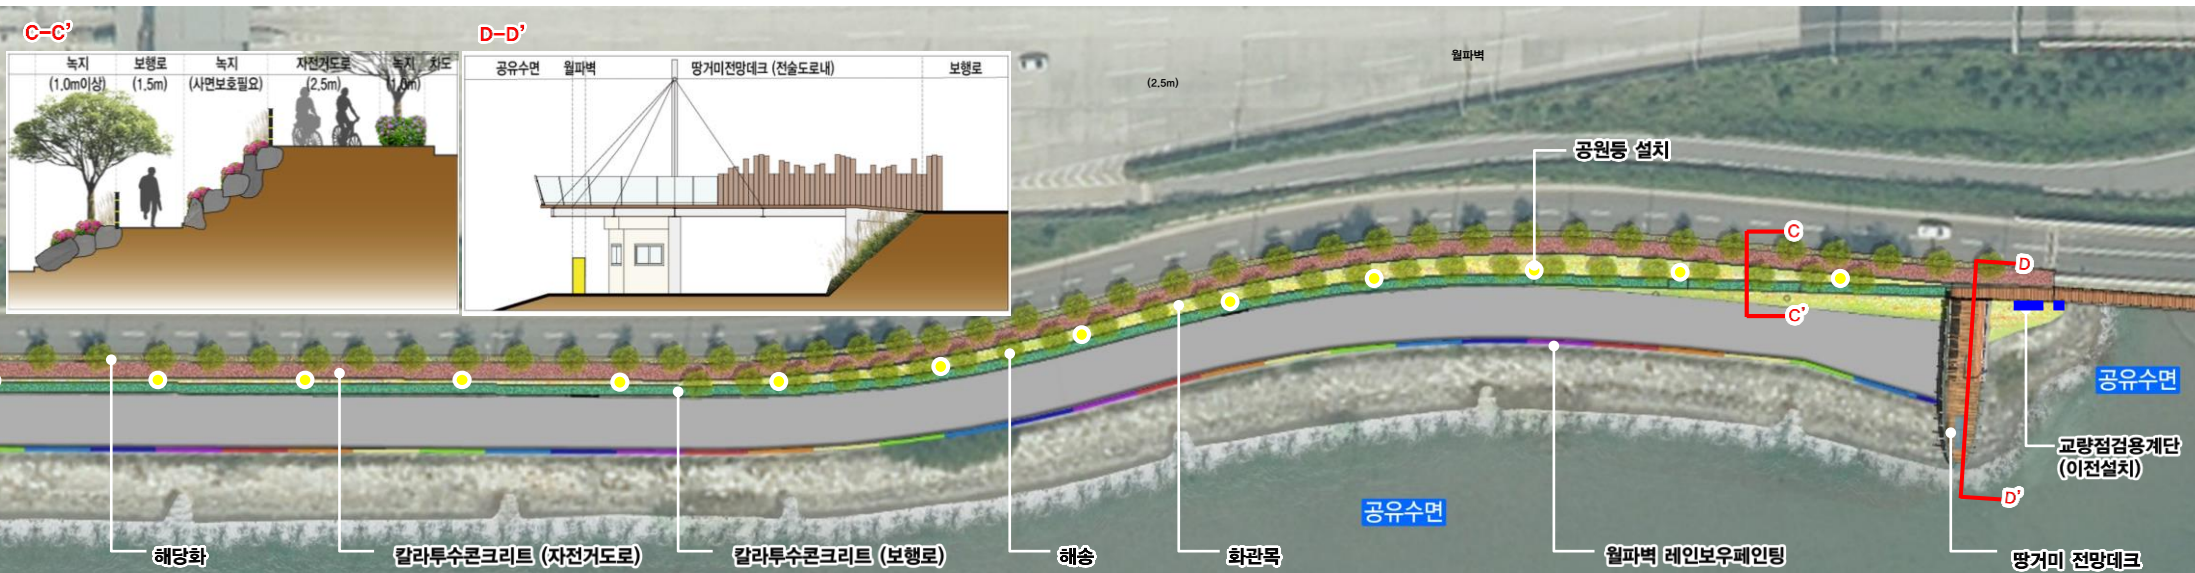 C-C'
녹지
(1.0m이상)
보행로
(1.5m)
녹지
(사면보호필요)
자전거도로
(2.5m)
녹지
(1.0m)
차도
D-D'
공유수면
월파벽
땅거미전망데크 (전술도로내)
보행로
월파벽
(2.5m)
공원등 설치
C
C'
D
D'
공유수면
공유수면
교량점검용계단
(이전설치)
해당화
칼라투수콘크리트 (자전거도로)
칼라투수콘크리트 (보행로)
해송
화관목
월파벽 레인보우페인팅
땅거미 전망데크